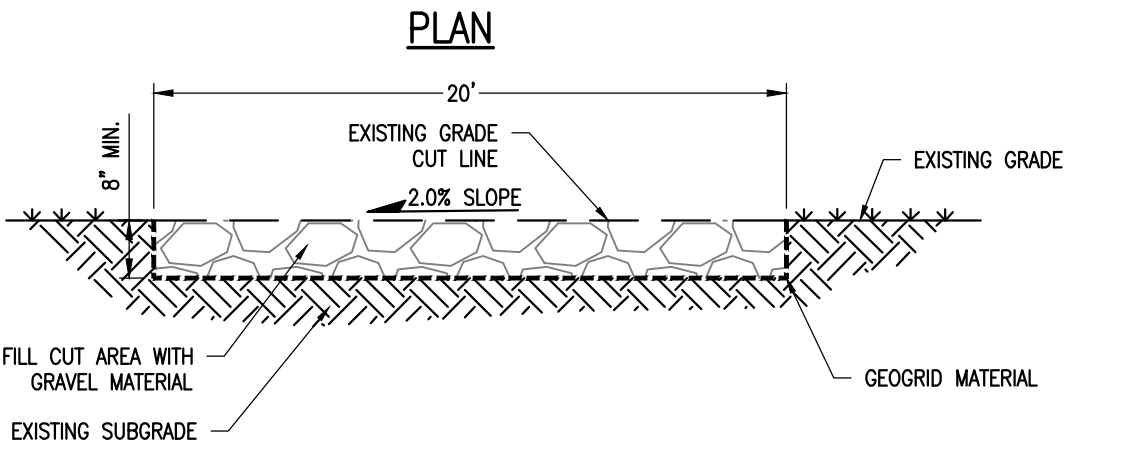 PLAN
20'
8" MIN.
EXISTING GRADE
CUT LINE
EXISTING GRADE
2.0% SLOPE
FILL CUT AREA WITH
GRAVEL MATERIAL
GEOGRID MATERIAL
EXISTING SUBGRADE